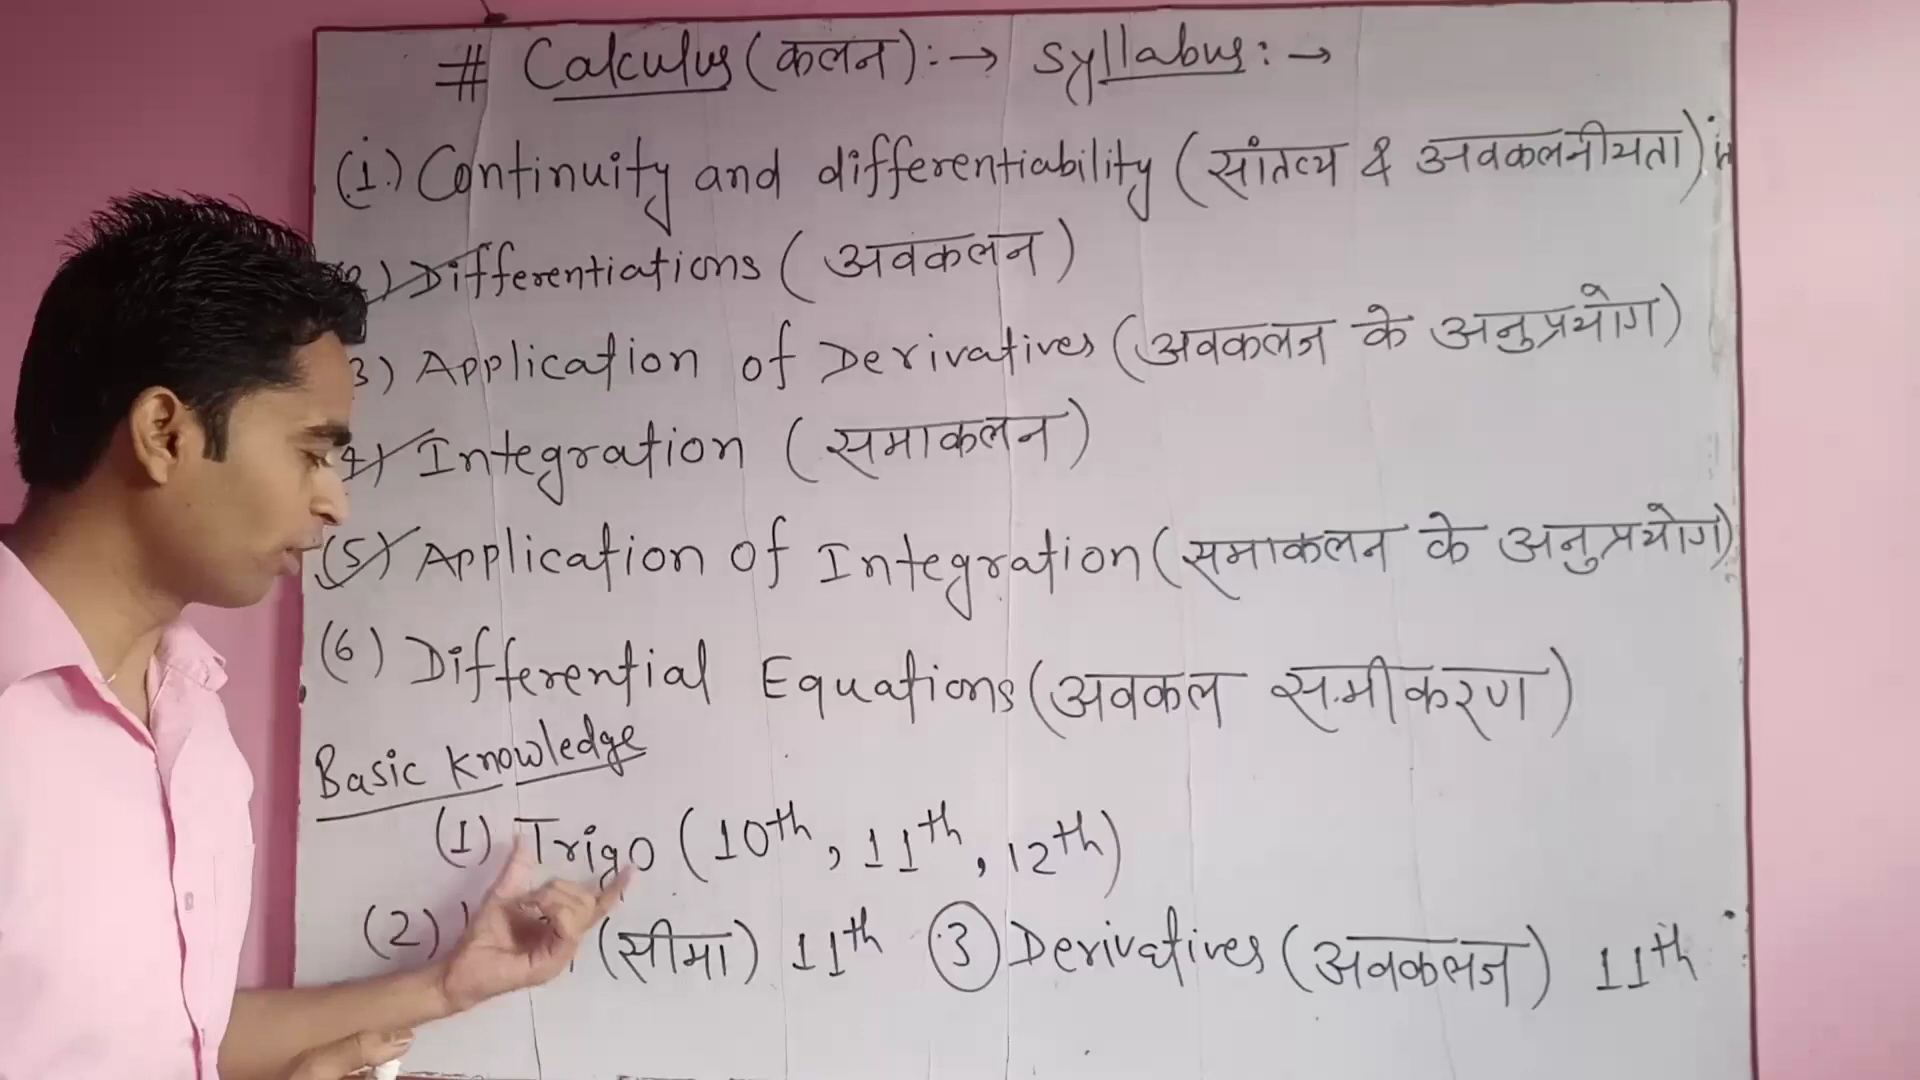 # Calculus (कलन) :→ Syllabus :→
(1.) Continuity and differentiability (सांतत्य & अवकलनीयता)
) Differentiations ( अवकलन )
3) Application of Derivatives (अवकलज के अनुप्रयोग)
4) Integration ( समाकलन )
(5) Application of Integration (समाकलन के अनुप्रयोग)
(6) Differential Equations (अवकल समीकरण )
Basic knowledge
(1) Trigo (10th, 11th, 12th)
(2) (सीमा) 11th ③ Derivatives (अवकलज) 11th